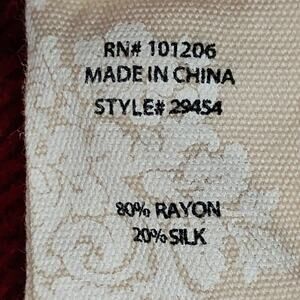 RN# 101206
MADE IN CHINA
STYLE# 29454
80% RAYON
20% SILK